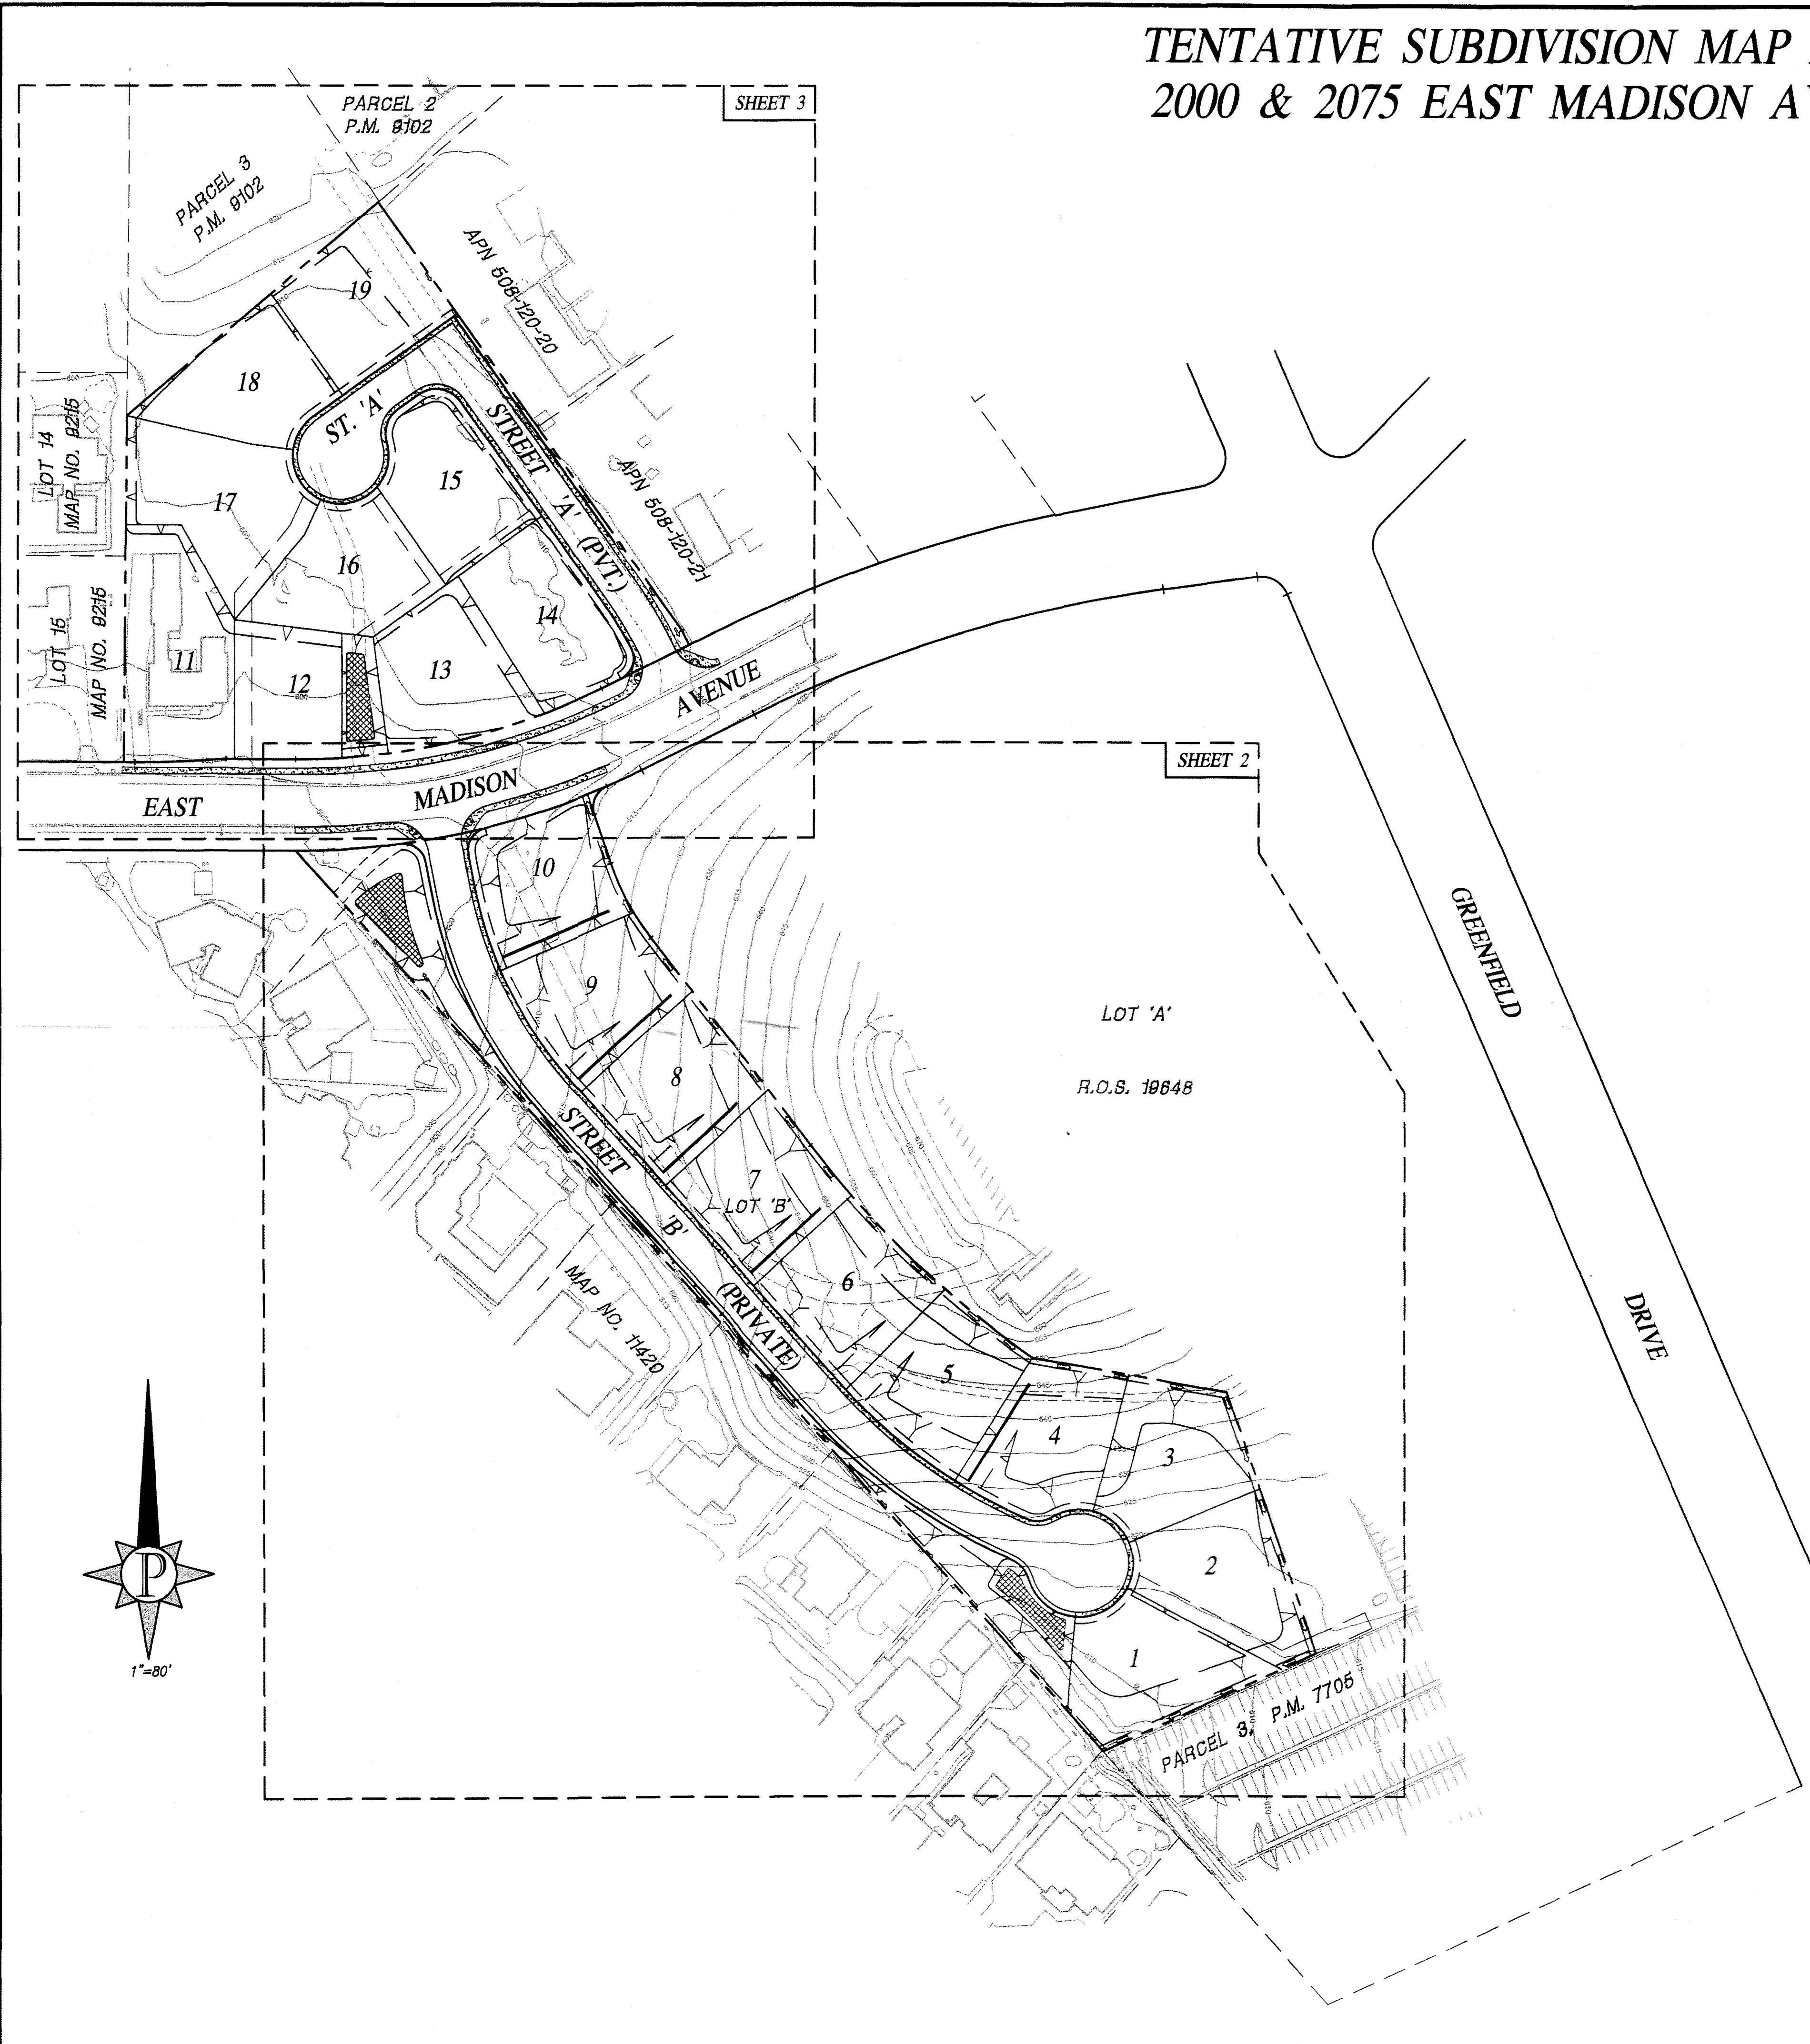 TENTATIVE SUBDIVISION MAP
2000 & 2075 EAST MADISON
SHEET 3
PARCEL 2
P.M. 9102
PARCEL 3
P.M. 9102
APN 508-120-20
19
18
ST. 'A'
STREET 'A' (PVT.)
LOT 14
MAP NO. 9215
15
17
APN 508-120-21
16
14
LOT 15
MAP NO. 9215
11
12
13
EAST MADISON AVENUE
SHEET 2
10
9
8
7
LOT 'B'
6
5
4
3
2
1
STREET 'B' (PRIVATE)
LOT 'A'
R.O.S. 19648
GREENFIELD DRIVE
MAP NO. 11420
P
1"=80'
PARCEL 3, P.M. 7705